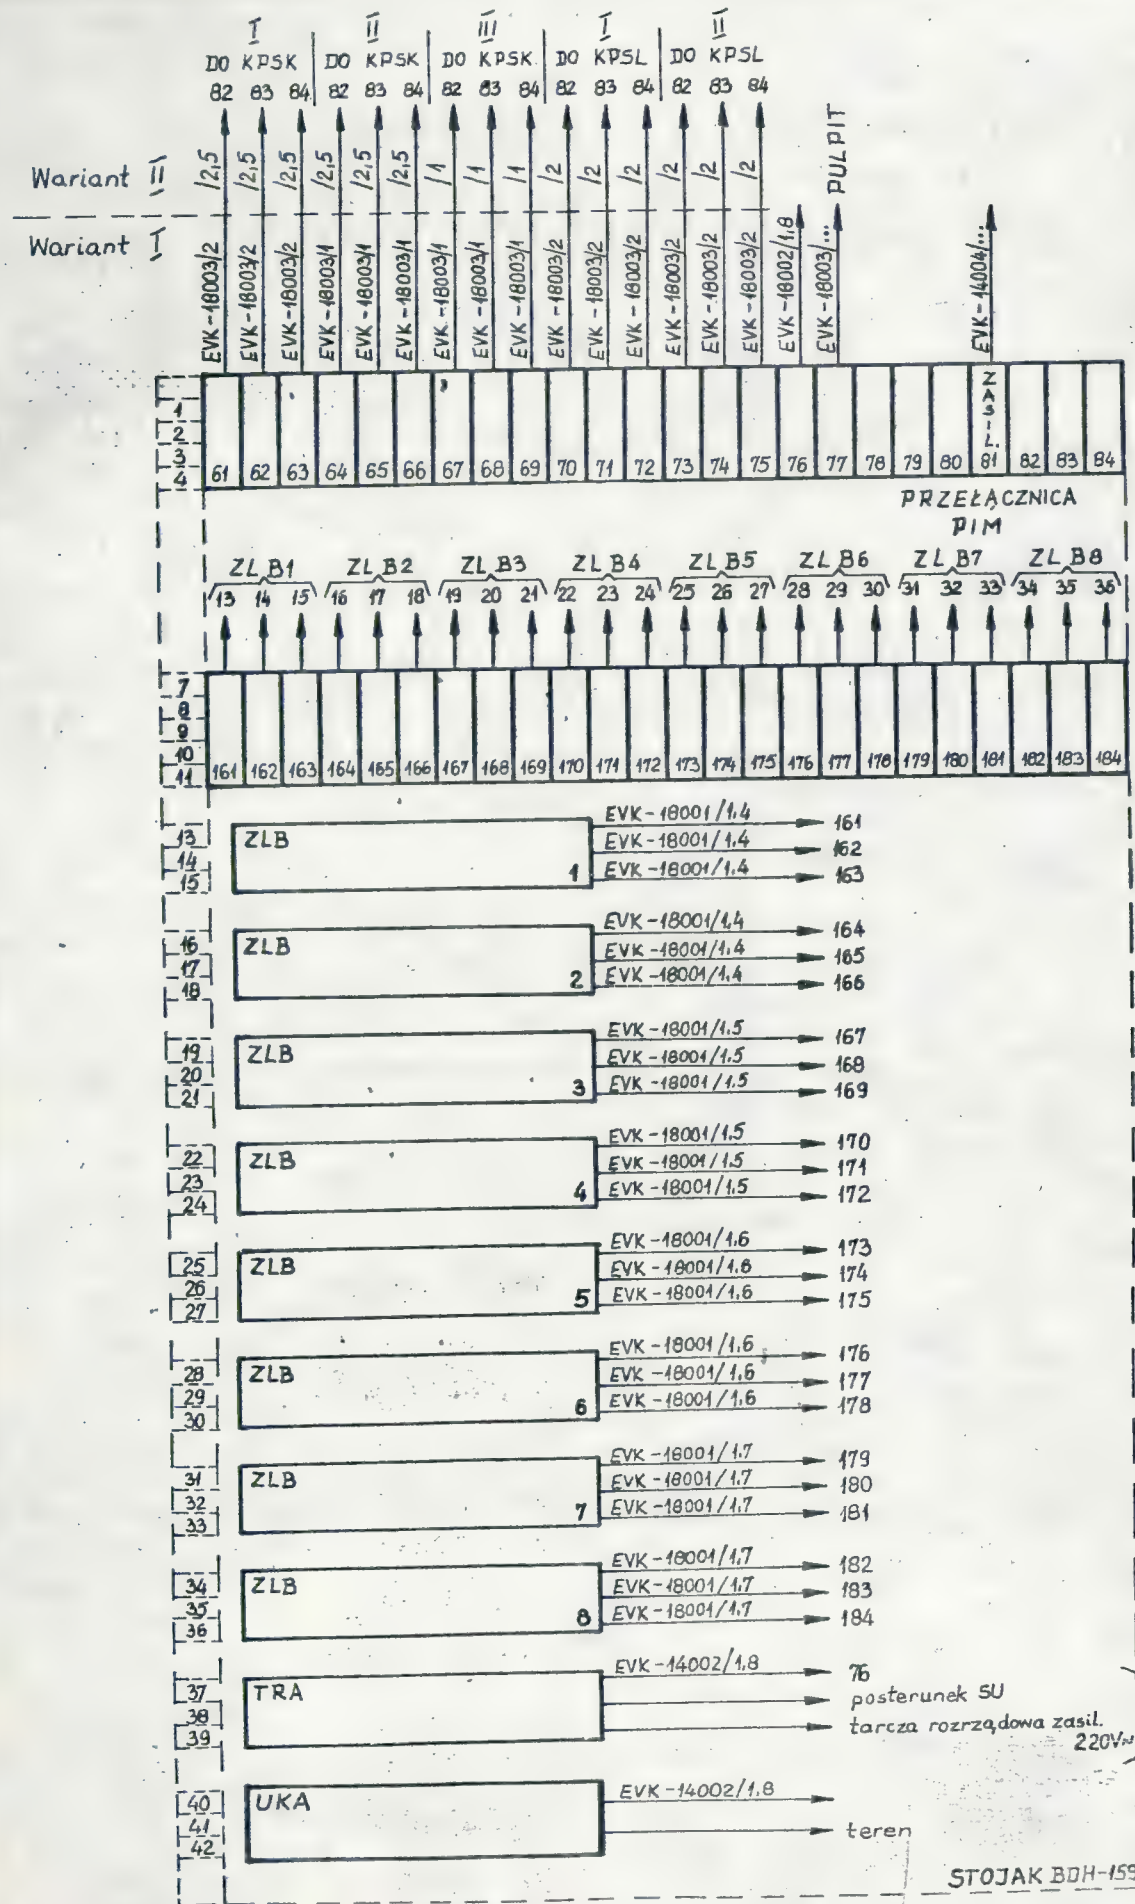 I II III I II
DO KPSK DO KPSK DO KPSK DO KPSL DO KPSL
82 83 84 82 83 84 82 83 84 82 83 84 82 83 84
PULPIT
Wariant II /2,5 /2,5 /2,5 /2,5 /2,5 /2,5 /1 /1 /1 /2 /2 /2 /2 /2 /2
Wariant I EVK-18003/2 EVK-18003/2 EVK-18003/2 EVK-18003/1 EVK-18003/1 EVK-18003/1 EVK-18003/1 EVK-18003/1 EVK-18003/1 EVK-18003/2 EVK-18003/2 EVK-18003/2 EVK-18003/2 EVK-18003/2 EVK-18003/2 EVK-18002/1,8 EVK-18003/... EVK-14004/...
1
2
3
4
ZASIL.
61 62 63 64 65 66 67 68 69 70 71 72 73 74 75 76 77 78 79 80 81 82 83 84
PRZEŁĄCZNICA
PIM
ZLB1 ZLB2 ZLB3 ZLB4 ZLB5 ZLB6 ZLB7 ZLB8
13 14 15 16 17 18 19 20 21 22 23 24 25 26 27 28 29 30 31 32 33 34 35 36
7
8
9
10
11
161 162 163 164 165 166 167 168 169 170 171 172 173 174 175 176 177 178 179 180 181 182 183 184
13 ZLB EVK-18001/1,4 161
14 EVK-18001/1,4 162
15 1 EVK-18001/1,4 163
16 ZLB EVK-18001/1,4 164
17 EVK-18001/1,4 165
18 2 EVK-18001/1,4 166
19 ZLB EVK-18001/1,5 167
20 EVK-18001/1,5 168
21 3 EVK-18001/1,5 169
22 ZLB EVK-18001/1,5 170
23 EVK-18001/1,5 171
24 4 EVK-18001/1,5 172
25 ZLB EVK-18001/1,6 173
26 EVK-18001/1,6 174
27 5 EVK-18001/1,6 175
28 ZLB EVK-18001/1,6 176
29 EVK-18001/1,6 177
30 6 EVK-18001/1,6 178
31 ZLB EVK-18001/1,7 179
32 EVK-18001/1,7 180
33 7 EVK-18001/1,7 181
34 ZLB EVK-18001/1,7 182
35 EVK-18001/1,7 183
36 8 EVK-18001/1,7 184
37 TRA EVK-14002/1,8 76
38 posterunek SU
39 tarcza rozrządowa zasil.
220V~
40 UKA EVK-14002/1,8
41 teren
42
STOJAK BDH-159